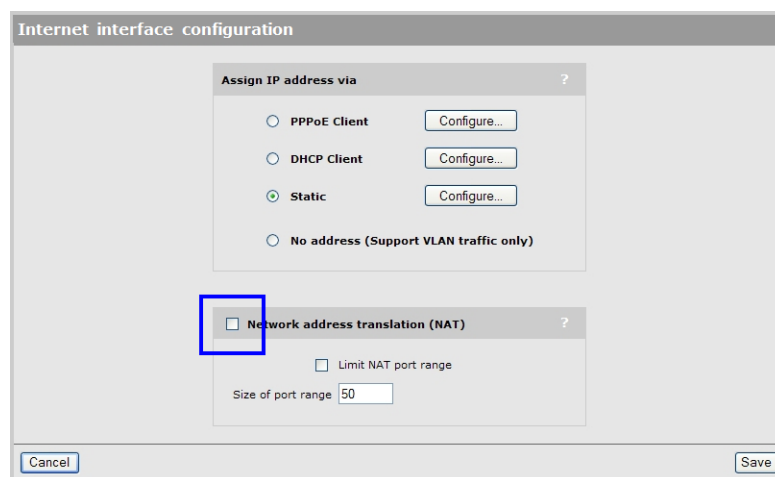 Internet interface configuration
Assign IP address via ?
PPPoE Client Configure...
DHCP Client Configure...
Static Configure...
No address (Support VLAN traffic only)
Network address translation (NAT) ?
Limit NAT port range
Size of port range 50
Cancel Save